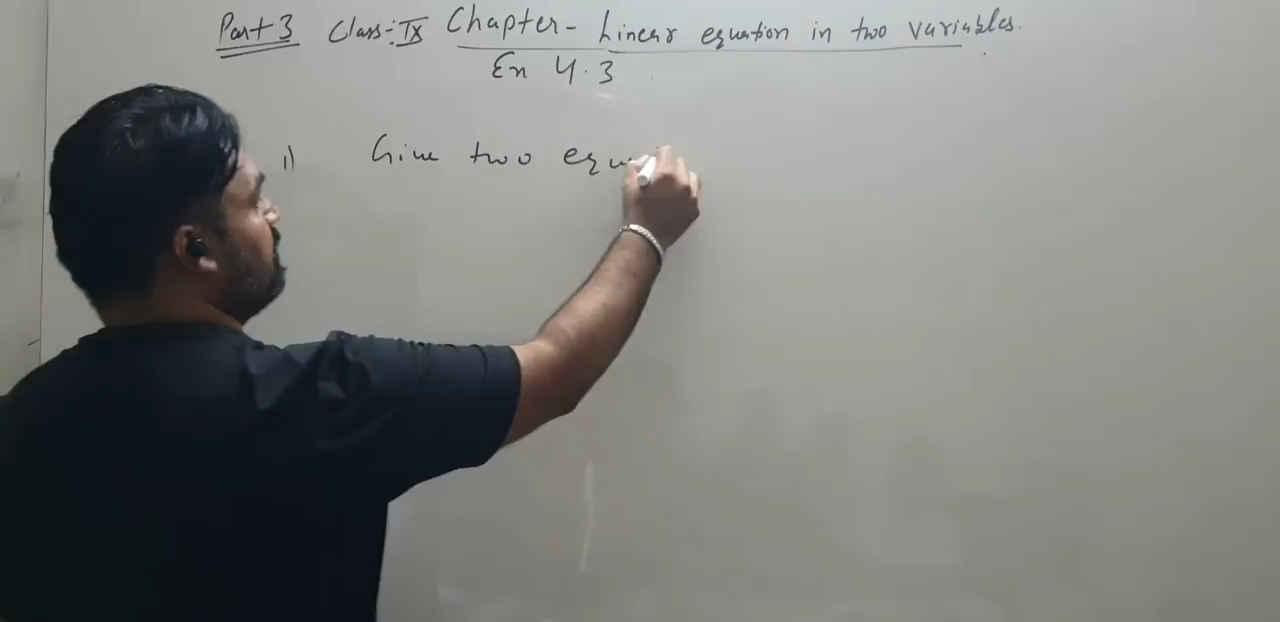 Part 3 Class:- IX Chapter - Linear equation in two variables.
Ex 4.3
1) Give two equ